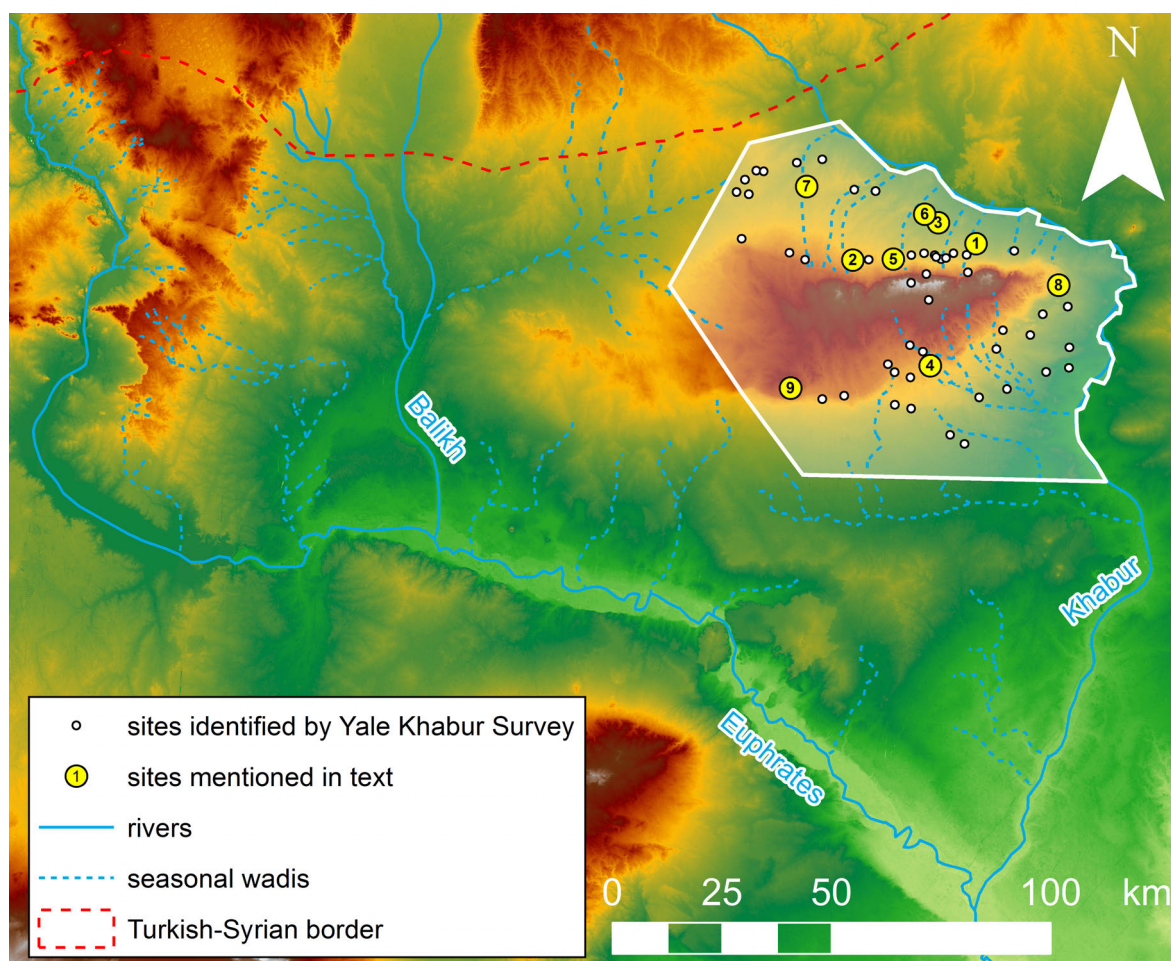 N
7
6
3
1
2
5
8
4
9
Balikh
Khabur
Euphrates
sites identified by Yale Khabur Survey
1 sites mentioned in text
rivers
seasonal wadis
Turkish-Syrian border
0 25 50 100 km